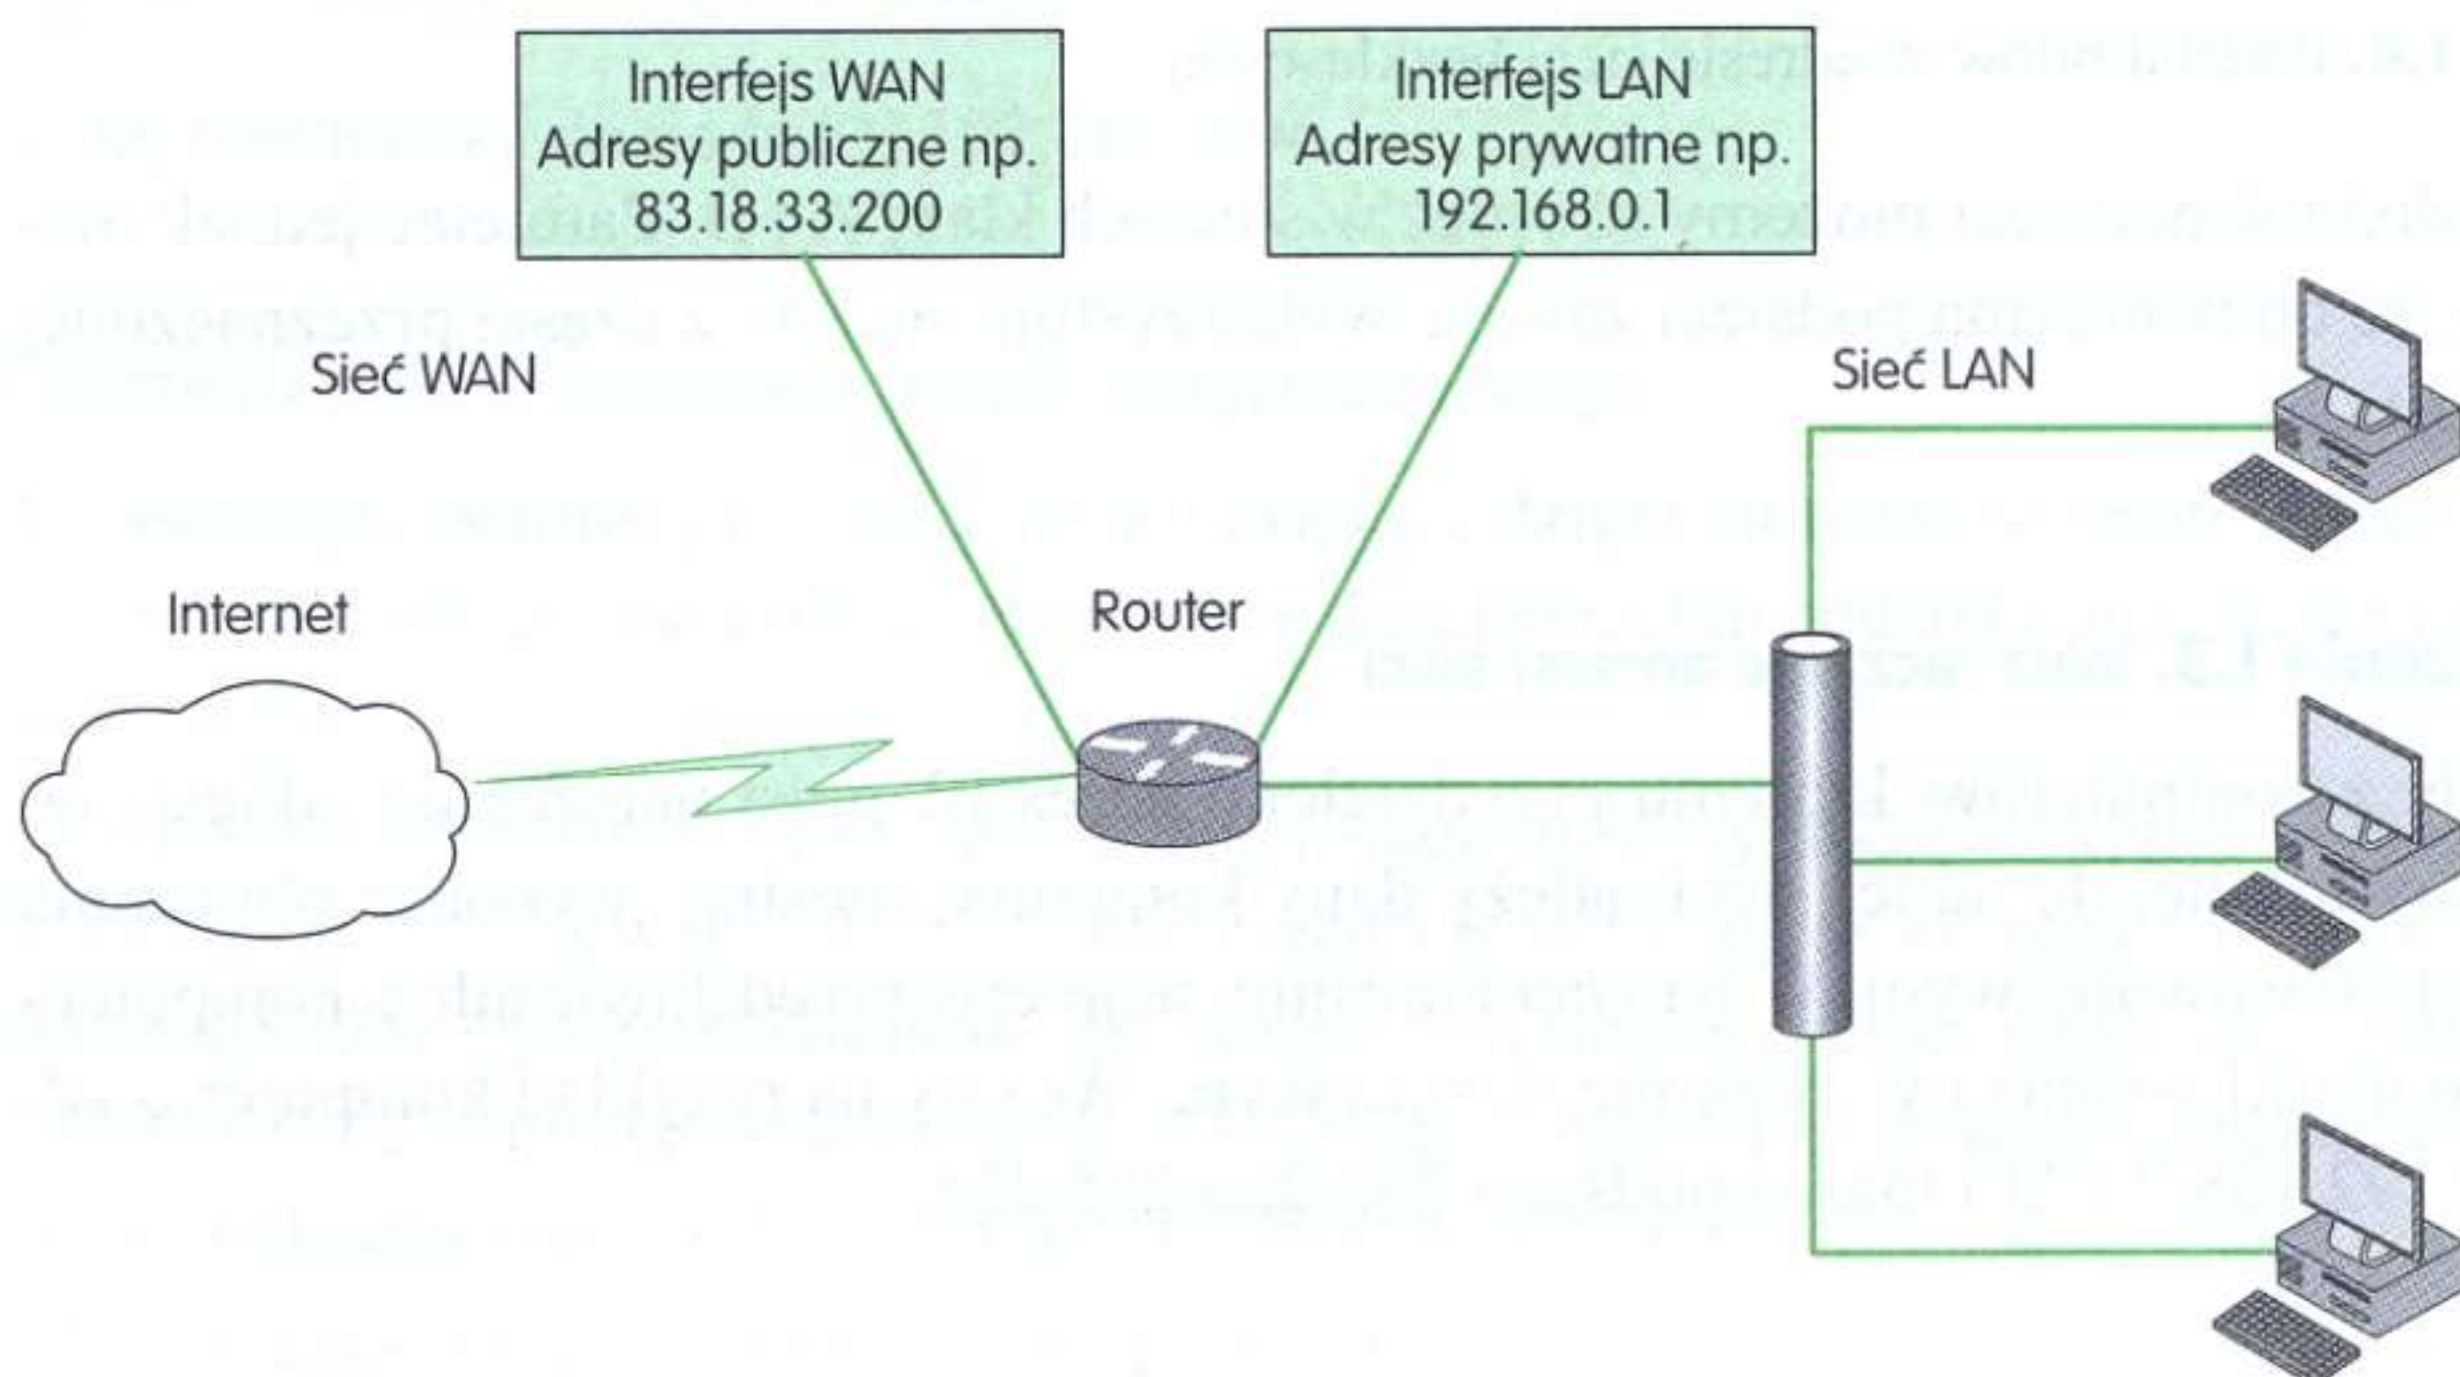 Interfejs WAN
Adresy publiczne np.
83.18.33.200
Interfejs LAN
Adresy prywatne np.
192.168.0.1
Sieć WAN
Sieć LAN
Internet
Router